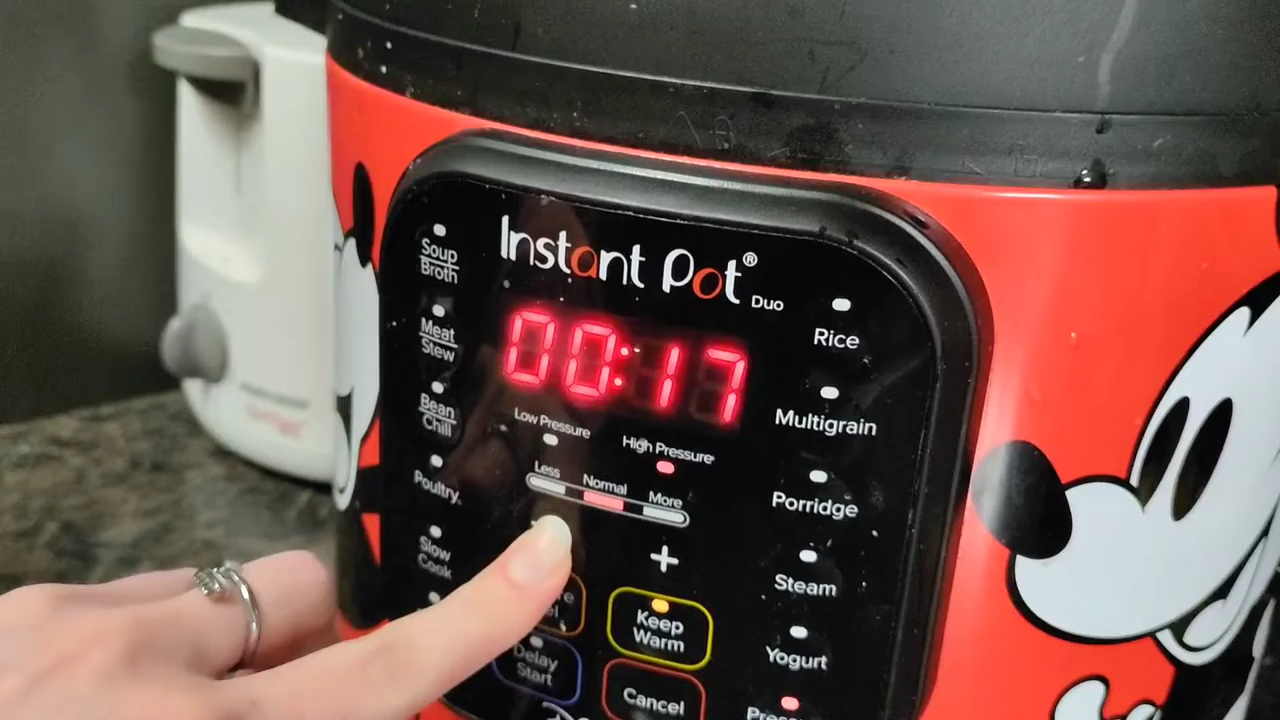 Instant Pot®
Duo
00:17
Soup
Broth
Meat
Stew
Bean
Chili
Poultry
Slow
Cook
Low Pressure
High Pressure
Less
Normal
More
+
Keep
Warm
Delay
Start
Cancel
Rice
Multigrain
Porridge
Steam
Yogurt